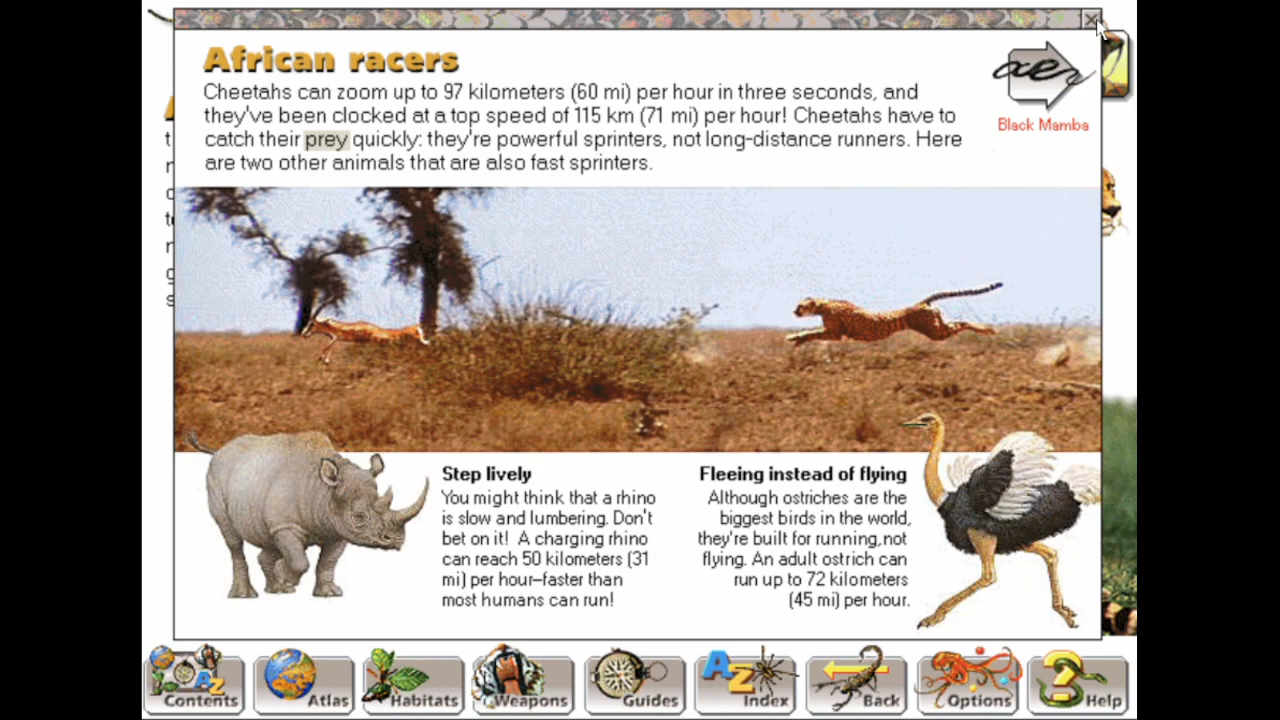 African racers
Cheetahs can zoom up to 97 kilometers (60 mi) per hour in three seconds, and
they've been clocked at a top speed of 115 km (71 mi) per hour! Cheetahs have to
catch their prey quickly: they're powerful sprinters, not long-distance runners. Here
are two other animals that are also fast sprinters.
Black Mamba
Step lively
You might think that a rhino
is slow and lumbering. Don't
bet on it! A charging rhino
can reach 50 kilometers (31
mi) per hour–faster than
most humans can run!
Fleeing instead of flying
Although ostriches are the
biggest birds in the world,
they're built for running,not
flying. An adult ostrich can
run up to 72 kilometers
(45 mi) per hour.
Contents
Atlas
Habitats
Weapons
Guides
AZ Index
Back
Options
? Help